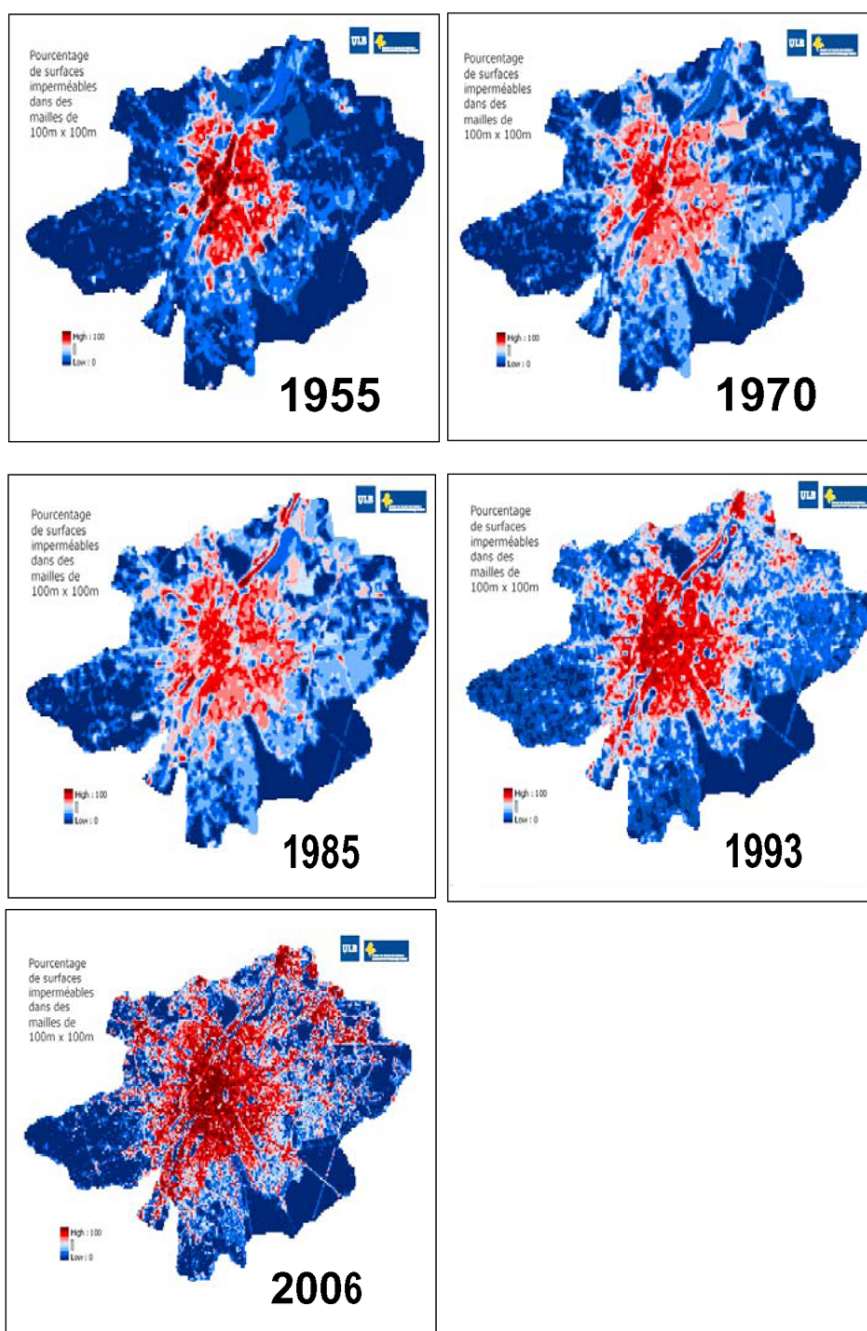 ULB
Pourcentage
de surfaces
imperméables
dans des
mailles de
100m x 100m
High : 100
Low : 0
1955
ULB
Pourcentage
de surfaces
imperméables
dans des
mailles de
100m x 100m
High : 100
Low : 0
1970
ULB
Pourcentage
de surfaces
imperméables
dans des
mailles de
100m x 100m
High : 100
Low : 0
1985
ULB
Pourcentage
de surfaces
imperméables
dans des
mailles de
100m x 100m
High : 100
Low : 0
1993
ULB
Pourcentage
de surfaces
imperméables
dans des
mailles de
100m x 100m
High : 100
Low : 0
2006